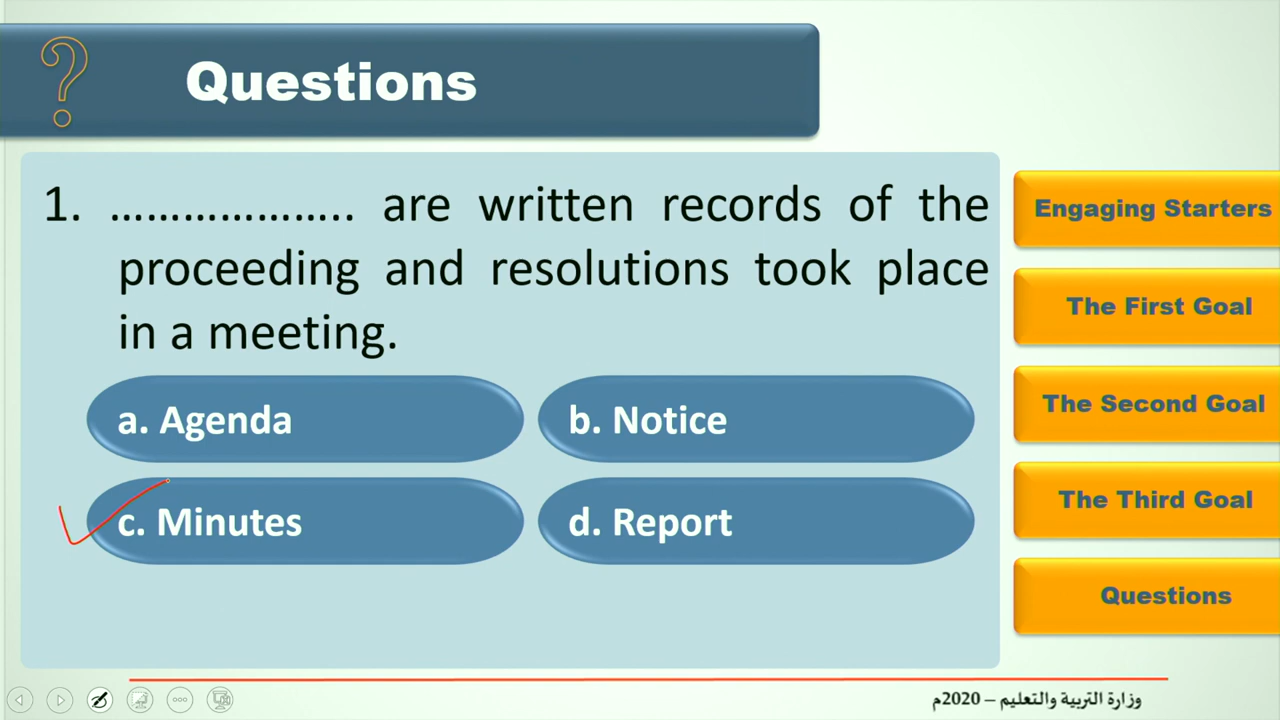 ?
Questions
1. ……………….. are written records of the
proceeding and resolutions took place
in a meeting.
a. Agenda
b. Notice
c. Minutes
d. Report
Engaging Starters
The First Goal
The Second Goal
The Third Goal
Questions
وزارة التربية والتعليم – 2020م